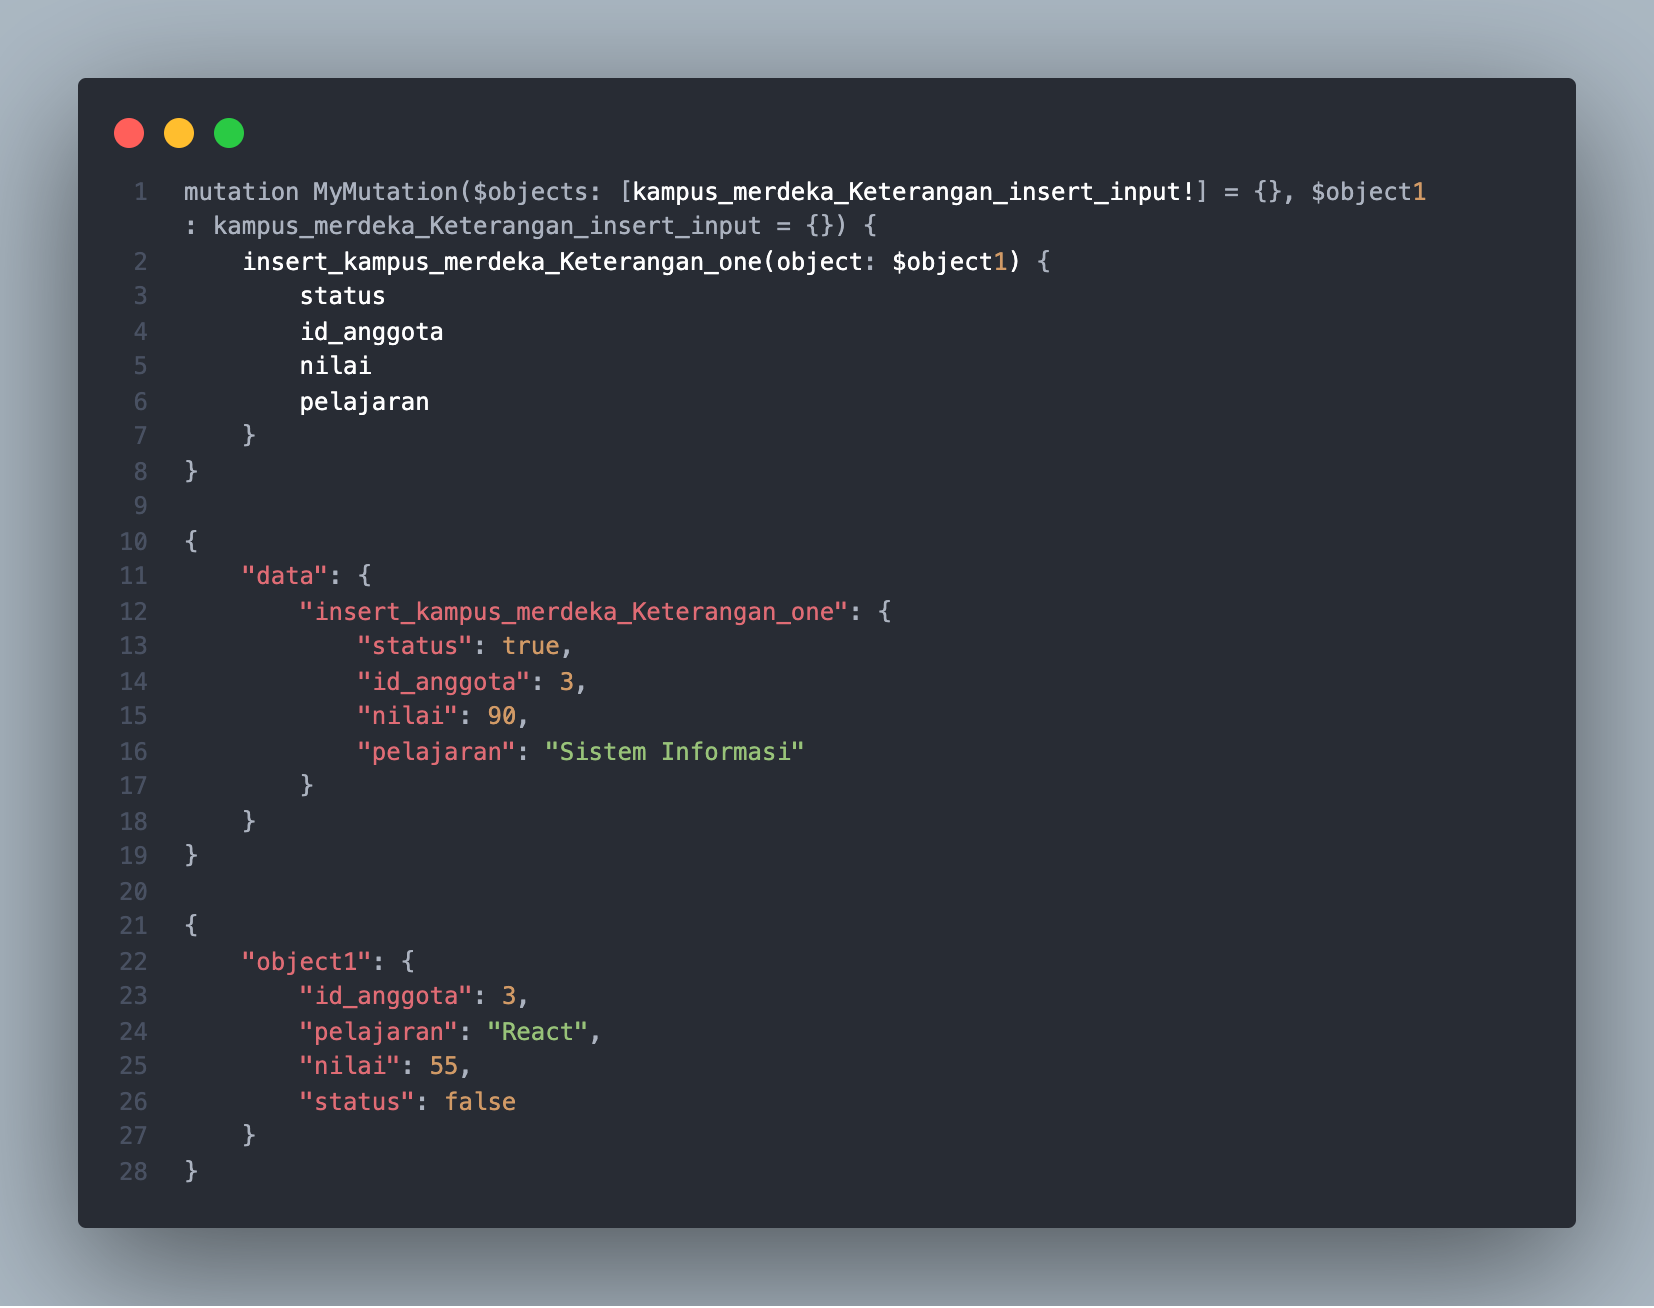 1 mutation MyMutation($objects: [kampus_merdeka_Keterangan_insert_input!] = {}, $object1
: kampus_merdeka_Keterangan_insert_input = {}) {
2 insert_kampus_merdeka_Keterangan_one(object: $object1) {
3 status
4 id_anggota
5 nilai
6 pelajaran
7 }
8 }
9
10 {
11 "data": {
12 "insert_kampus_merdeka_Keterangan_one": {
13 "status": true,
14 "id_anggota": 3,
15 "nilai": 90,
16 "pelajaran": "Sistem Informasi"
17 }
18 }
19 }
20
21 {
22 "object1": {
23 "id_anggota": 3,
24 "pelajaran": "React",
25 "nilai": 55,
26 "status": false
27 }
28 }